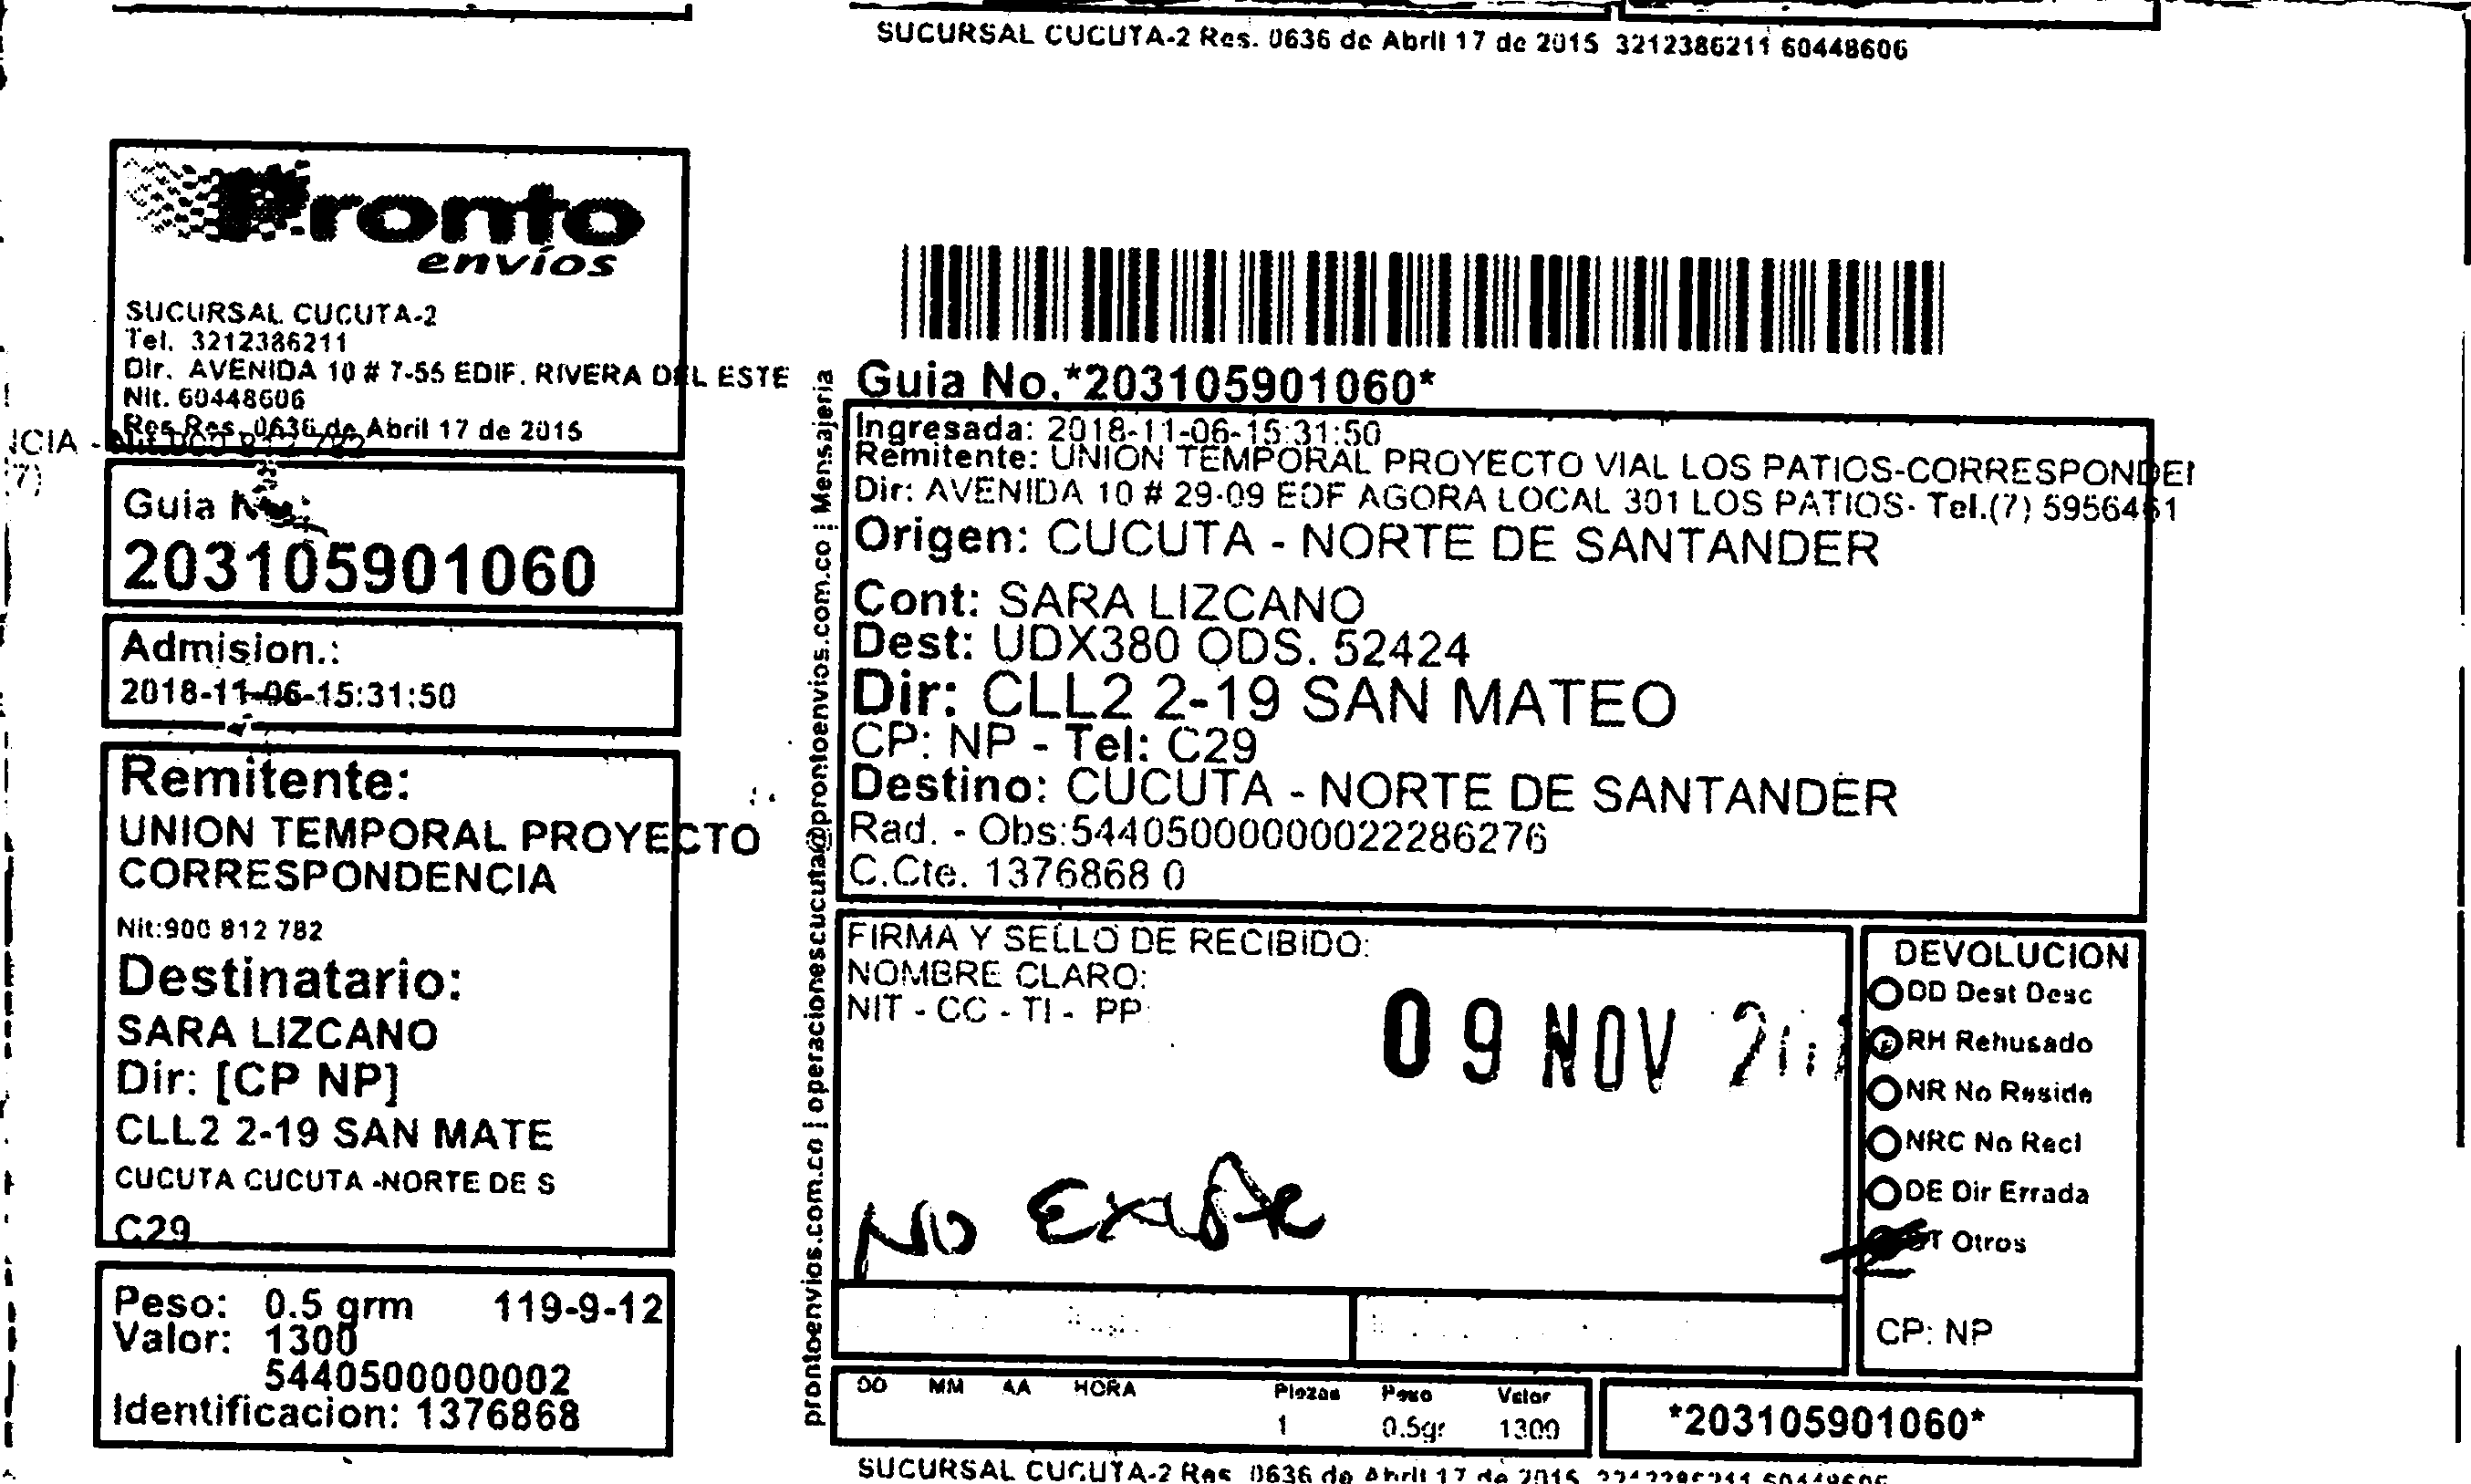 SUCURSAL CUCUTA-2 Res. 0636 de Abril 17 de 2015 3212386211 60448606
Pronto
envíos
SUCURSAL CUCUTA-2
Tel. 3212386211
Dir. AVENIDA 10 # 7-55 EDIF. RIVERA DEL ESTE
Nit. 60448606
Res Res. 0636 de Abril 17 de 2015
Guia No.:
203105901060
Admision.:
2018-11-06-15:31:50
Remitente:
UNION TEMPORAL PROYECTO
CORRESPONDENCIA
Nit:900 812 782
Destinatario:
SARA LIZCANO
Dir: [CP NP]
CLL2 2-19 SAN MATE
CUCUTA CUCUTA -NORTE DE S
C29
Peso: 0.5 grm 119-9-12
Valor: 1300
5440500000002
Identificacion: 1376868
prontoenvios.com.co | operacionescucuta@prontoenvios.com.co | Mensajeria
Guia No.*203105901060*
Ingresada: 2018-11-06-15:31:50
Remitente: UNION TEMPORAL PROYECTO VIAL LOS PATIOS-CORRESPONDEN
Dir: AVENIDA 10 # 29-09 EDF AGORA LOCAL 301 LOS PATIOS- Tel.(7) 5956461
Origen: CUCUTA - NORTE DE SANTANDER
Cont: SARA LIZCANO
Dest: UDX380 ODS. 52424
Dir: CLL2 2-19 SAN MATEO
CP: NP - Tel: C29
Destino: CUCUTA - NORTE DE SANTANDER
Rad. - Obs:544050000000022286276
C.Cte. 1376868 0
FIRMA Y SELLO DE RECIBIDO:
NOMBRE CLARO:
NIT - CC - TI - PP:
09 NOV
NO Existe
DEVOLUCION
DD Dest Desc
RH Rehusado
NR No Reside
NRC No Recl
DE Dir Errada
OT Otros
CP: NP
DD MM AA HORA Piezas Peso Valor
1 0.5gr 1300
*203105901060*
SUCURSAL CUCUTA-2 Res. 0636 de Abril 17 de 2015 3212386211 60448606